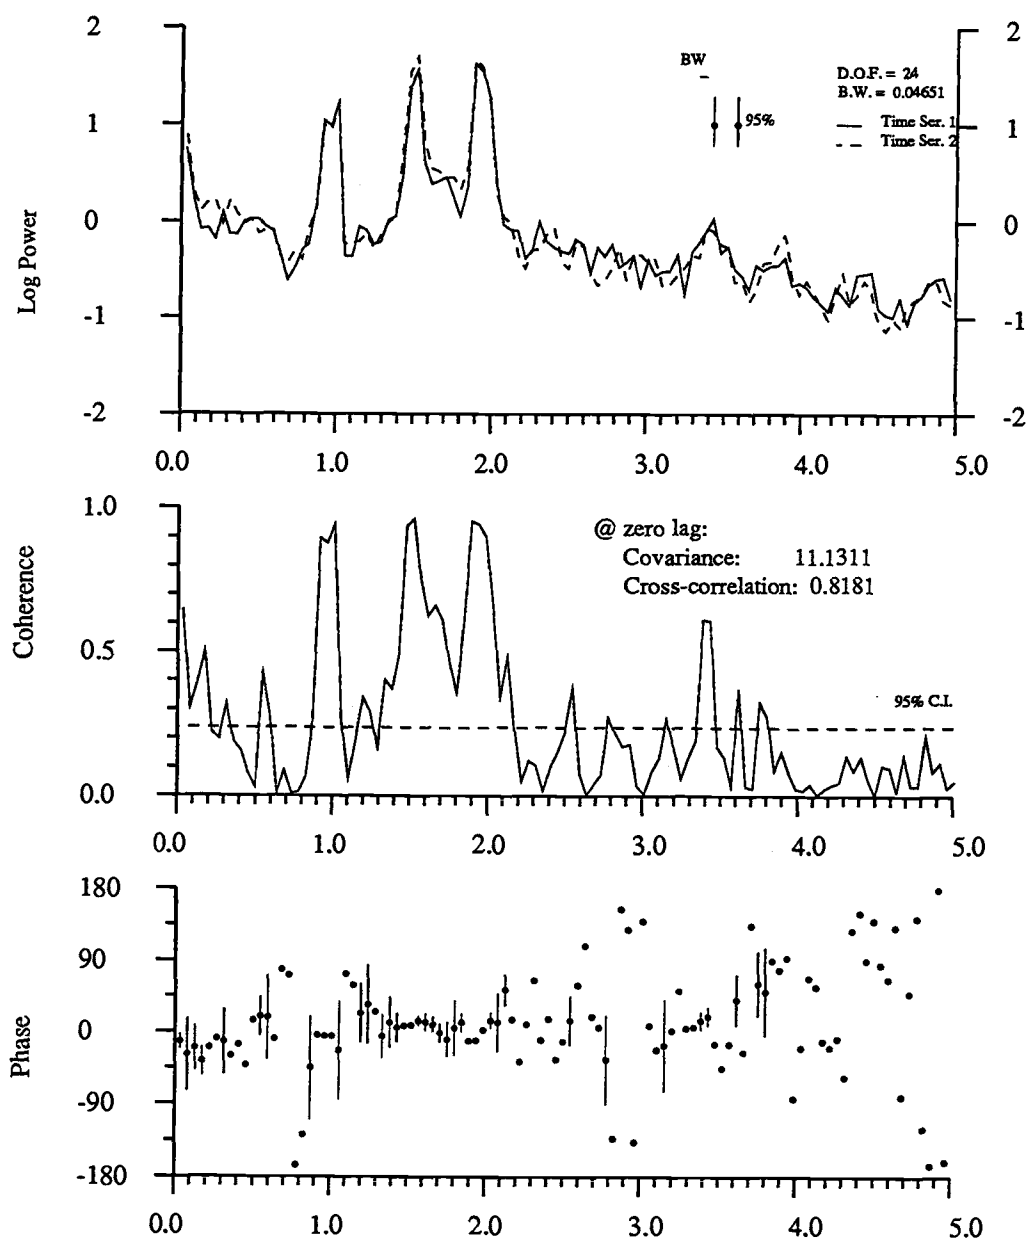 2
1
0
-1
-2
Log Power
BW
95%
D.O.F. = 24
B.W. = 0.04651
Time Ser. 1
Time Ser. 2
2
1
0
-1
-2
0.0 1.0 2.0 3.0 4.0 5.0
1.0
0.5
0.0
Coherence
@ zero lag:
Covariance: 11.1311
Cross-correlation: 0.8181
95% C.I.
0.0 1.0 2.0 3.0 4.0 5.0
180
90
0
-90
-180
Phase
0.0 1.0 2.0 3.0 4.0 5.0